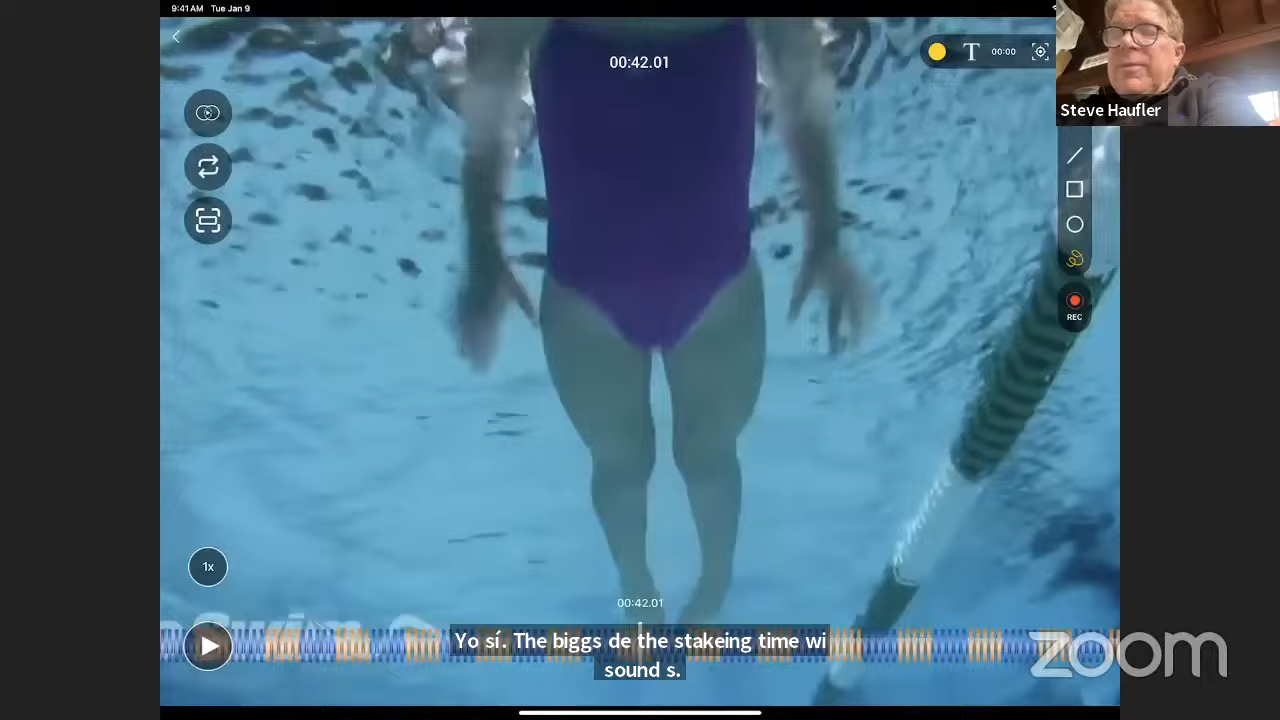 9:41 AM Tue Jan 9
00:42.01
T
00:00
Steve Haufler
REC
1x
00:42.01
Swim
Yo sí. The biggs de the stakeing time wi
sound s.
zoom